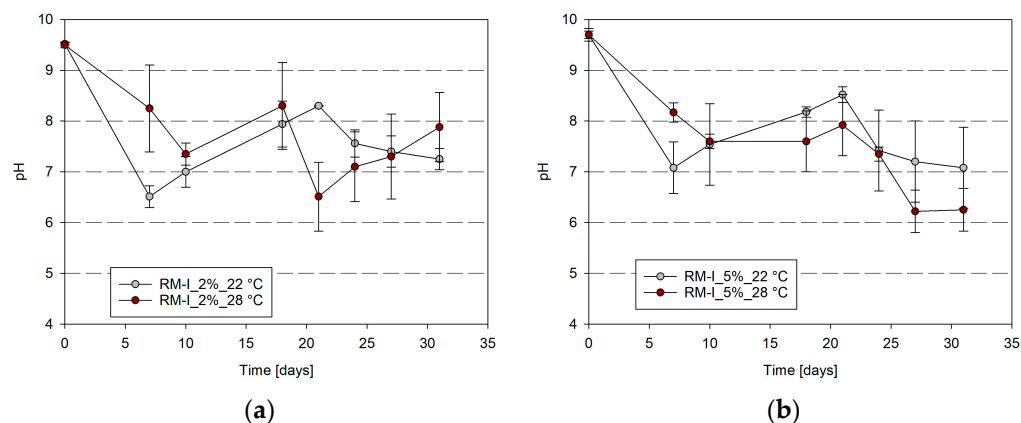 10
9
8
7
6
5
4
pH
RM-I_2%_22 °C
RM-I_2%_28 °C
0 5 10 15 20 25 30 35
Time [days]
(a)
10
9
8
7
6
5
4
pH
RM-I_5%_22 °C
RM-I_5%_28 °C
0 5 10 15 20 25 30 35
Time [days]
(b)